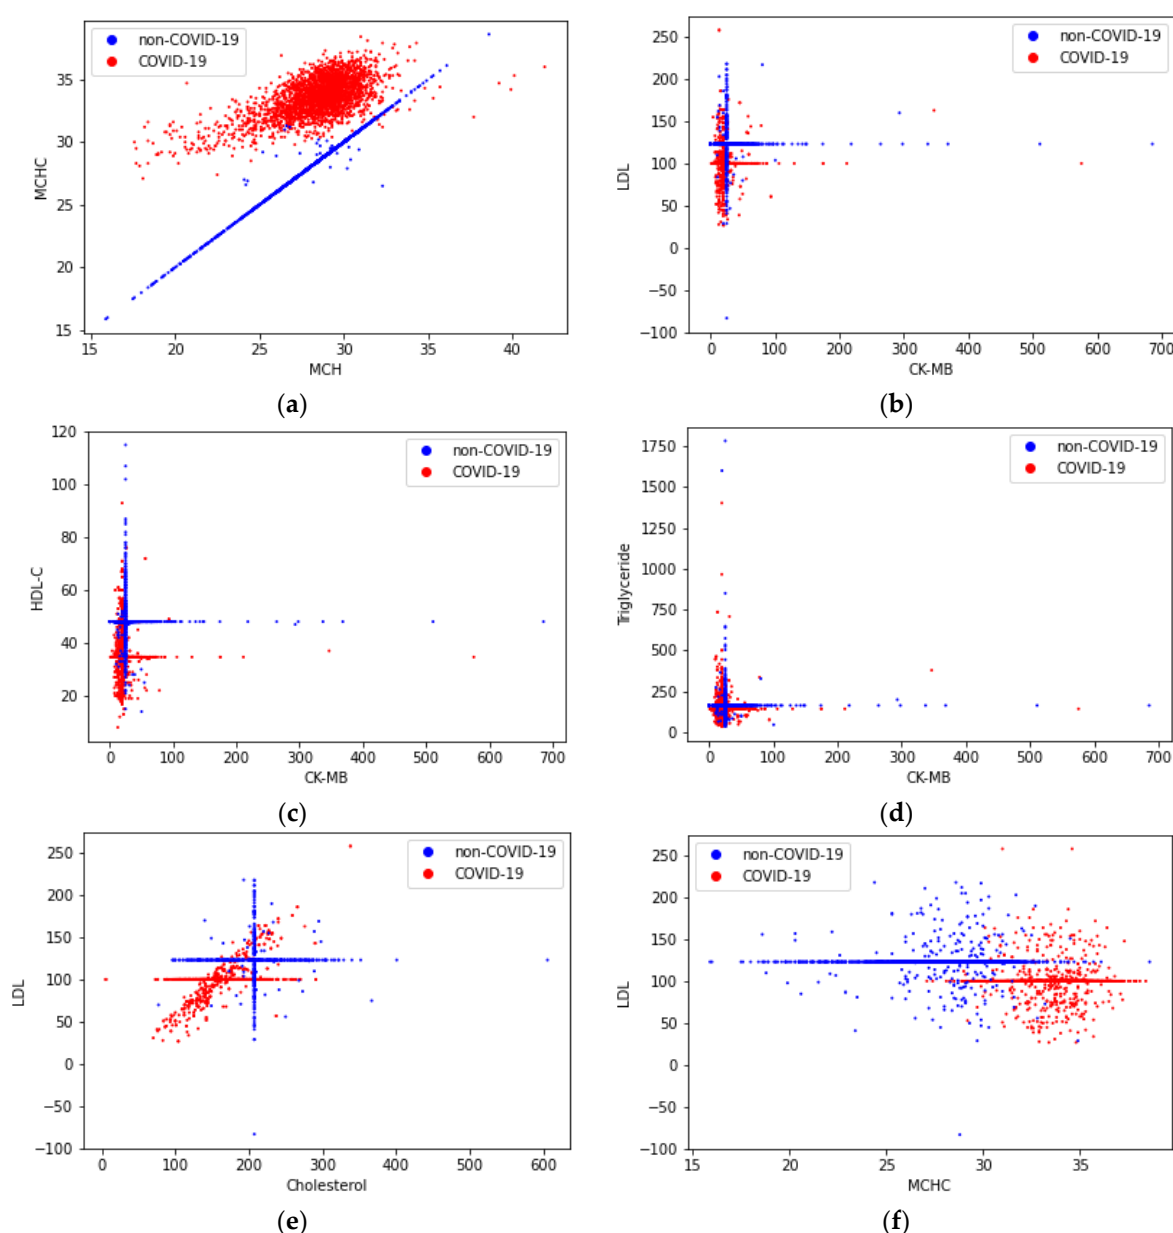 non-COVID-19
COVID-19
35
30
25
20
15
MCHC
15 20 25 30 35 40
MCH
(a)
non-COVID-19
COVID-19
250
200
150
100
50
0
−50
−100
LDL
0 100 200 300 400 500 600 700
CK-MB
(b)
non-COVID-19
COVID-19
120
100
80
60
40
20
HDL-C
0 100 200 300 400 500 600 700
CK-MB
(c)
non-COVID-19
COVID-19
1750
1500
1250
1000
750
500
250
0
Triglyceride
0 100 200 300 400 500 600 700
CK-MB
(d)
non-COVID-19
COVID-19
250
200
150
100
50
0
−50
−100
LDL
0 100 200 300 400 500 600
Cholesterol
(e)
non-COVID-19
COVID-19
250
200
150
100
50
0
−50
−100
LDL
15 20 25 30 35
MCHC
(f)